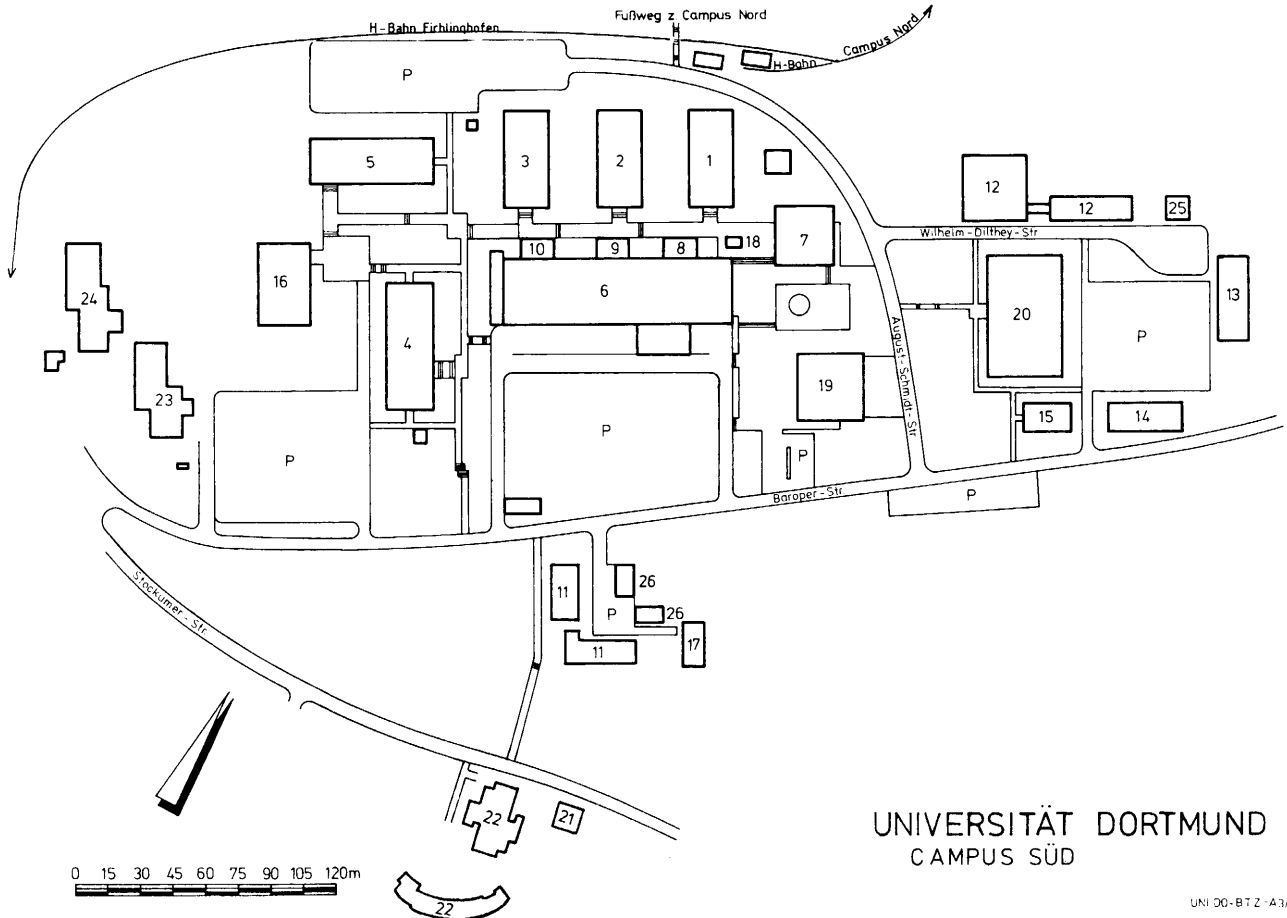 Fußweg z. Campus Nord
H-Bahn Eichlinghofen
Campus Nord
H-Bahn
P
5
3
2
1
12
12
25
10
9
8
18
7
Wilhelm-Dilthey-Str
24
16
6
20
13
4
August-Schmidt-Str
P
23
19
15
14
P
P
P
Baroper-Str
P
Stockumer-Str.
11
26
P
26
11
17
22
21
22
0 15 30 45 60 75 90 105 120m
UNIVERSITÄT DORTMUND
CAMPUS SÜD